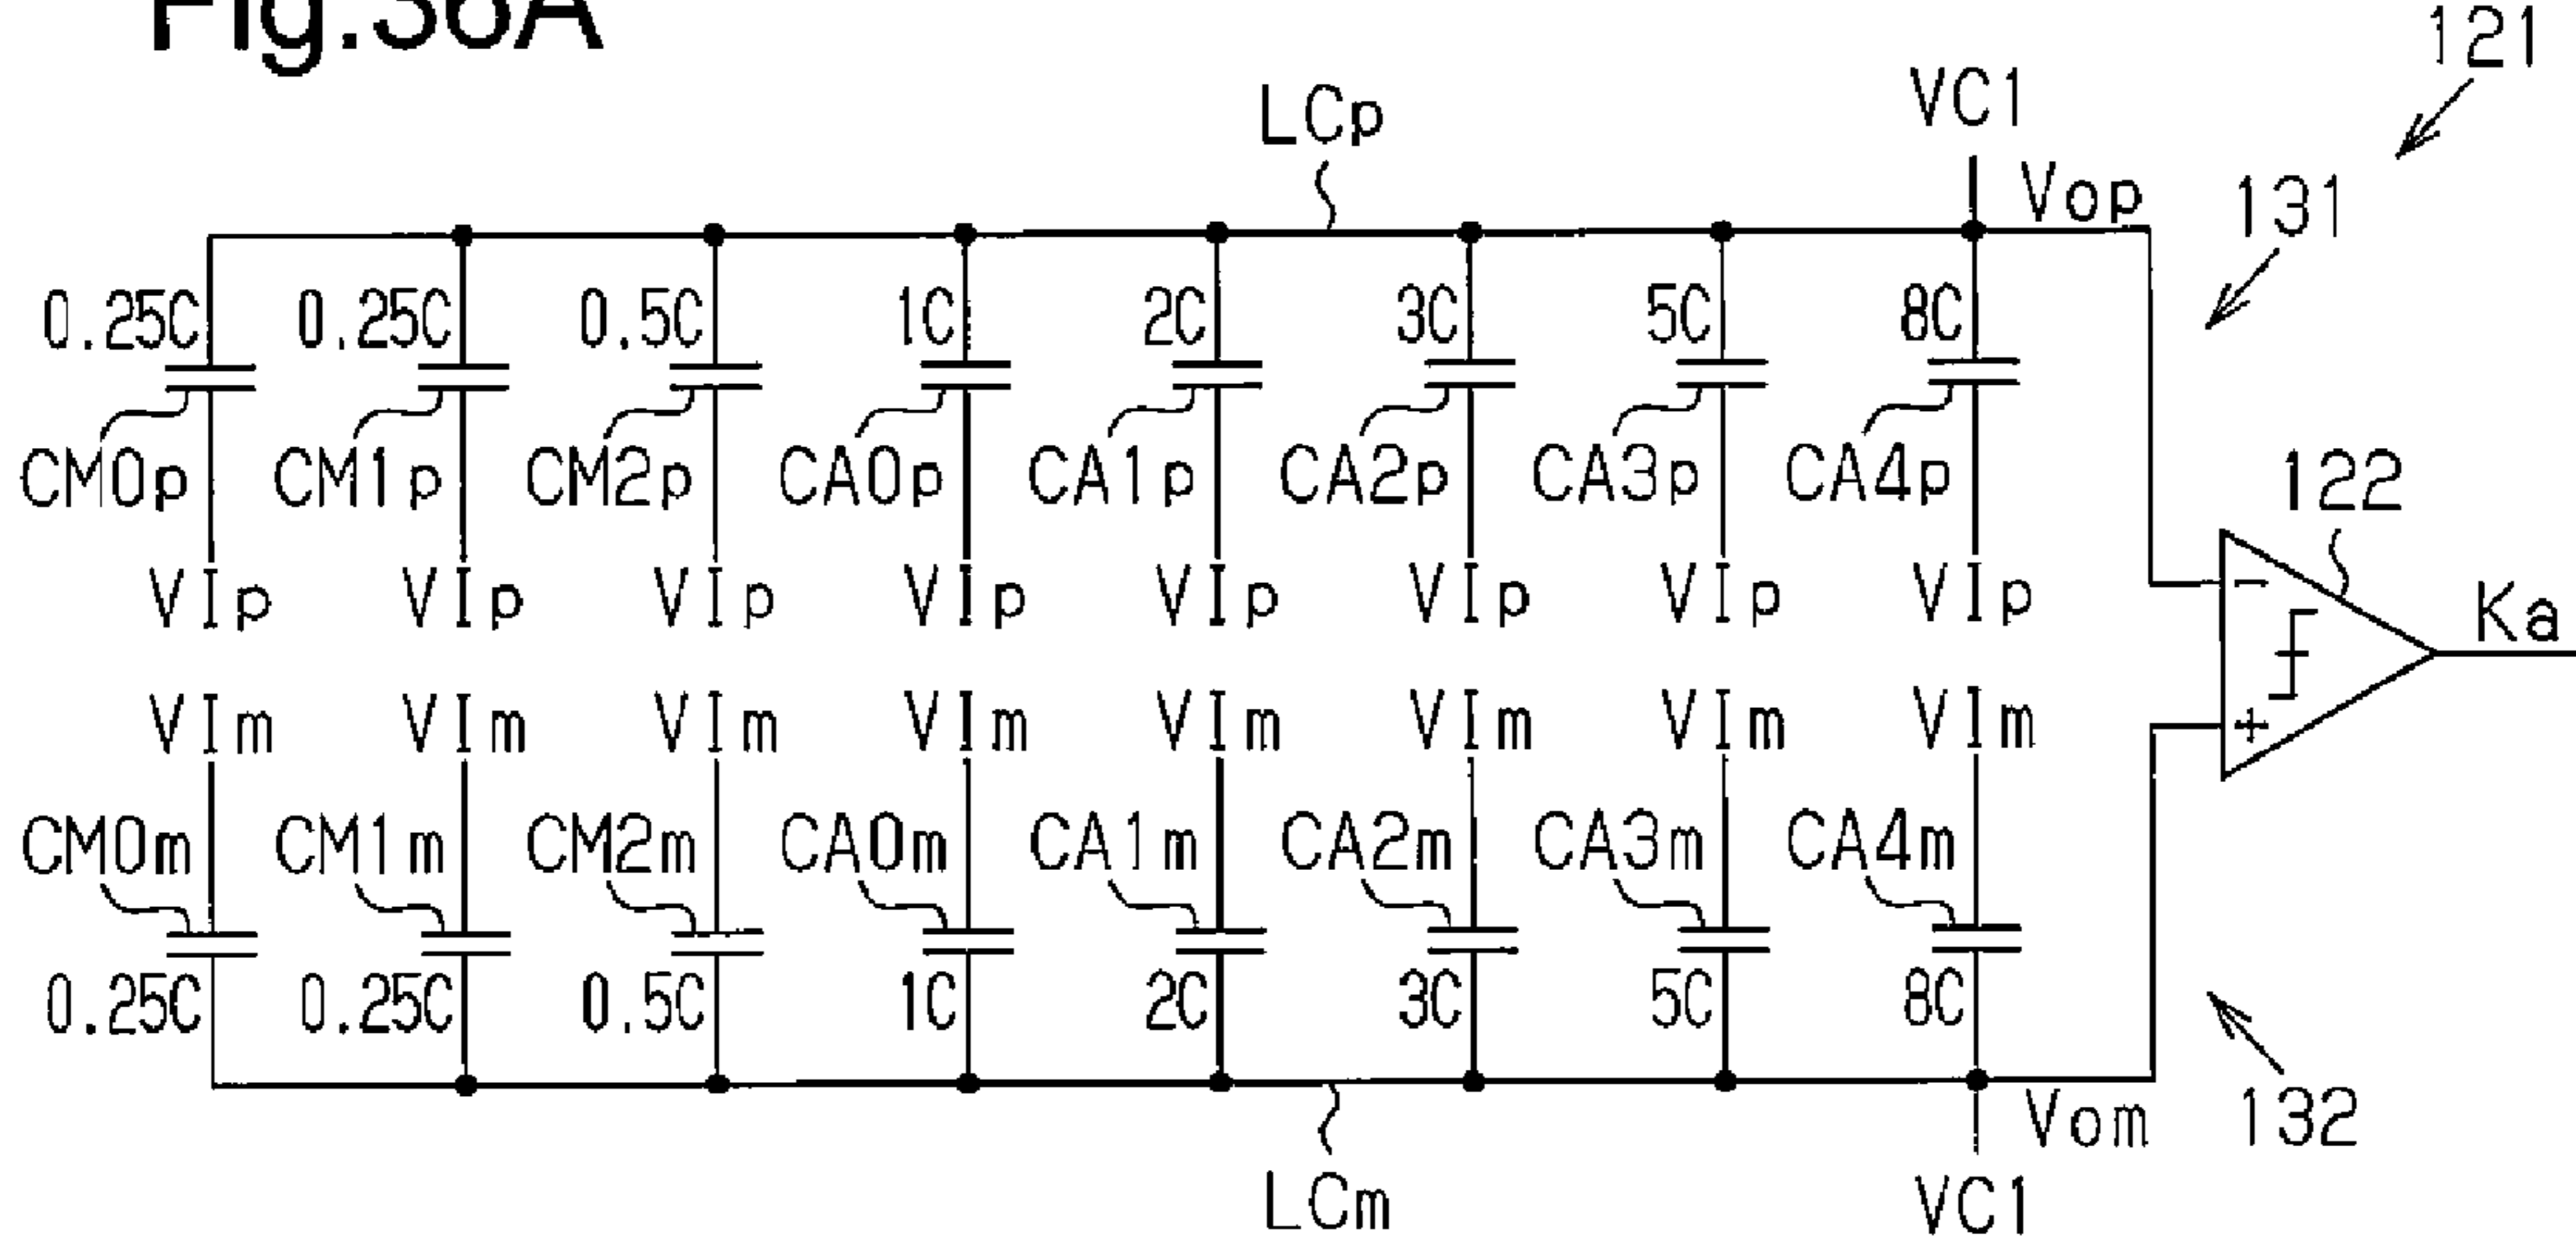 Fig.36A
121
LCp VC1
Vop 131
0.25C 0.25C 0.5C 1C 2C 3C 5C 8C
CM0p CM1p CM2p CA0p CA1p CA2p CA3p CA4p 122
VIp VIp VIp VIp VIp VIp VIp VIp
− Ka
VIm VIm VIm VIm VIm VIm VIm VIm
+
CM0m CM1m CM2m CA0m CA1m CA2m CA3m CA4m
0.25C 0.25C 0.5C 1C 2C 3C 5C 8C
Vom 132
LCm VC1